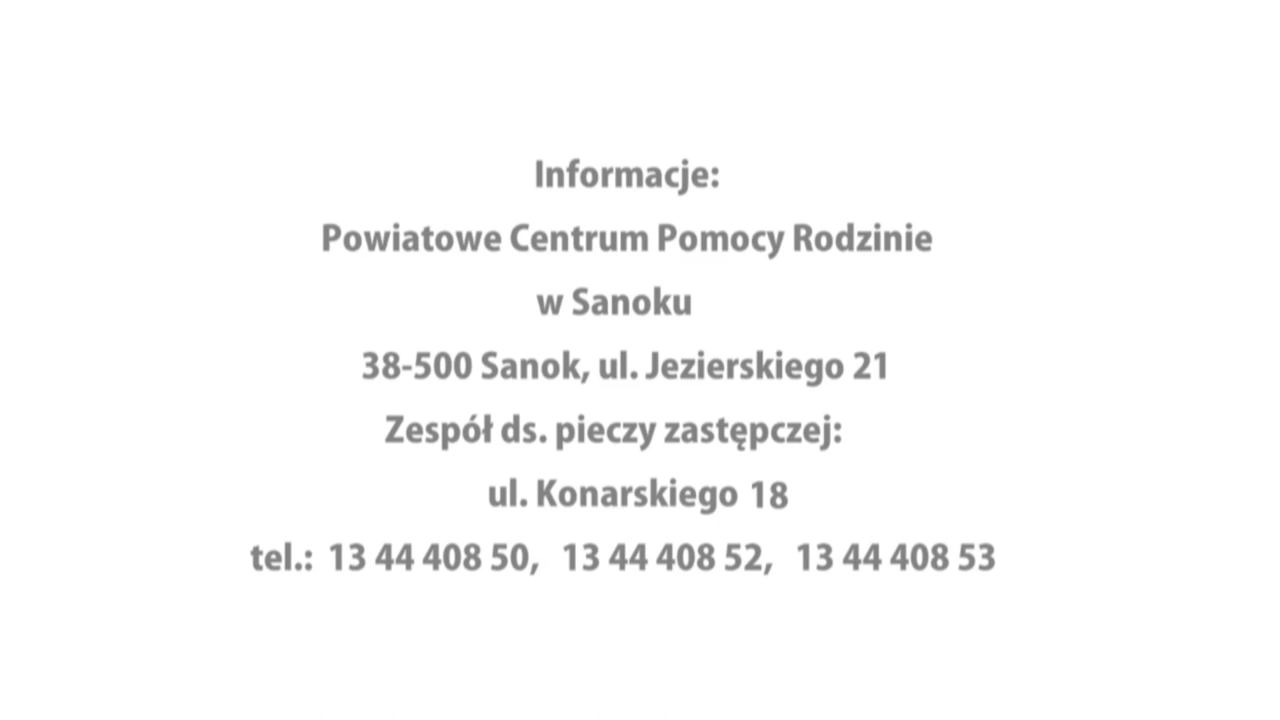 Informacje:
Powiatowe Centrum Pomocy Rodzinie
w Sanoku
38-500 Sanok, ul. Jezierskiego 21
Zespół ds. pieczy zastępczej:
ul. Konarskiego 18
tel.: 13 44 408 50, 13 44 408 52, 13 44 408 53